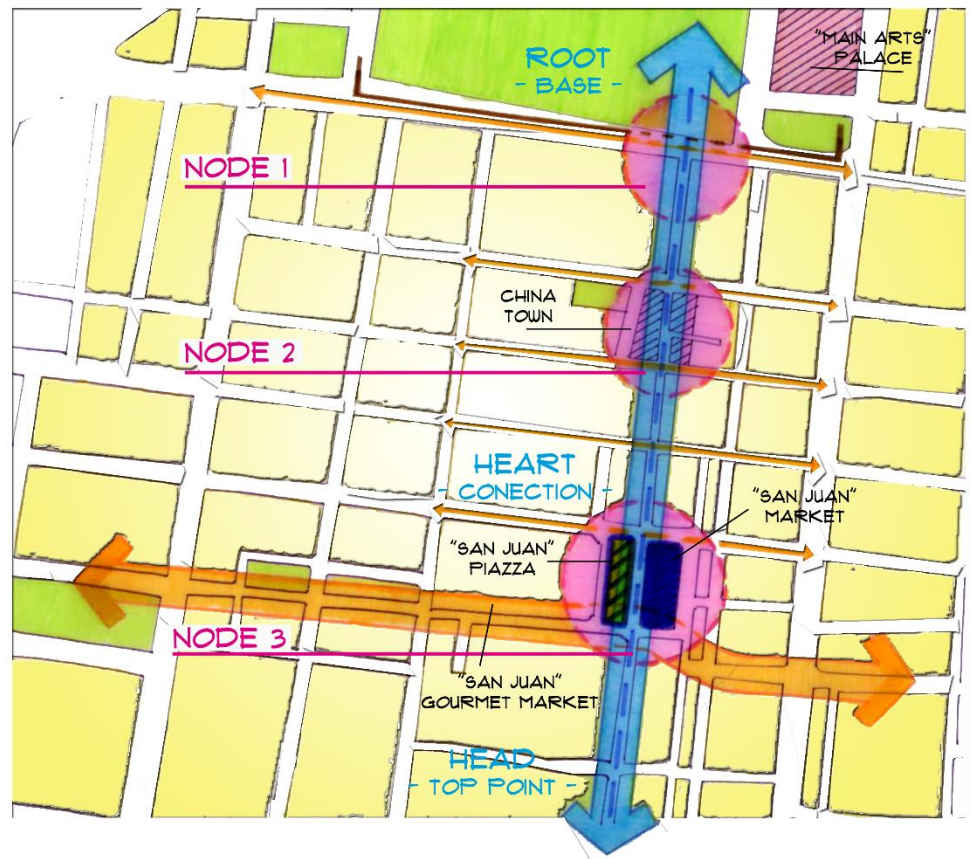 "MAIN ARTS"
PALACE
ROOT
- BASE -
NODE 1
CHINA
TOWN
NODE 2
HEART
- CONECTION -
"SAN JUAN"
MARKET
"SAN JUAN"
PIAZZA
NODE 3
"SAN JUAN"
GOURMET MARKET
HEAD
- TOP POINT -